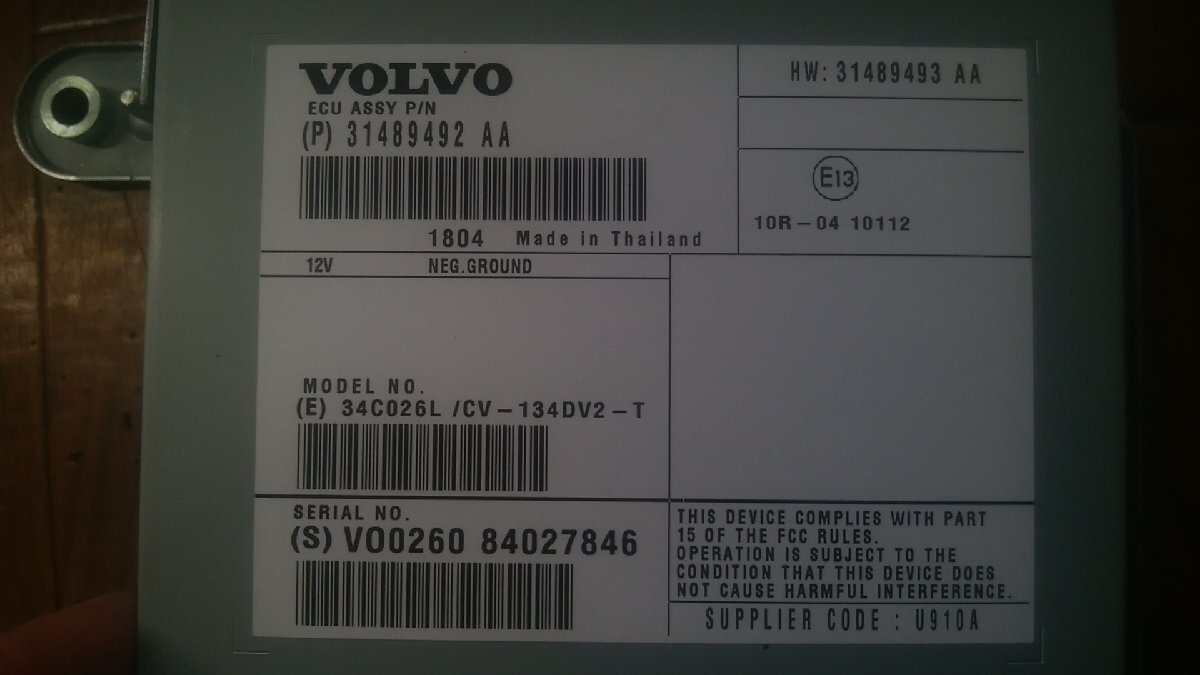 VOLVO
ECU ASSY P/N
(P) 31489492 AA
1804 Made in Thailand
HW: 31489493 AA
E13
10R-04 10112
12V NEG.GROUND
MODEL NO.
(E) 34C026L /CV-134DV2-T
SERIAL NO.
(S) VO0260 84027846
THIS DEVICE COMPLIES WITH PART
15 OF THE FCC RULES.
OPERATION IS SUBJECT TO THE
CONDITION THAT THIS DEVICE DOES
NOT CAUSE HARMFUL INTERFERENCE.
SUPPLIER CODE : U910A